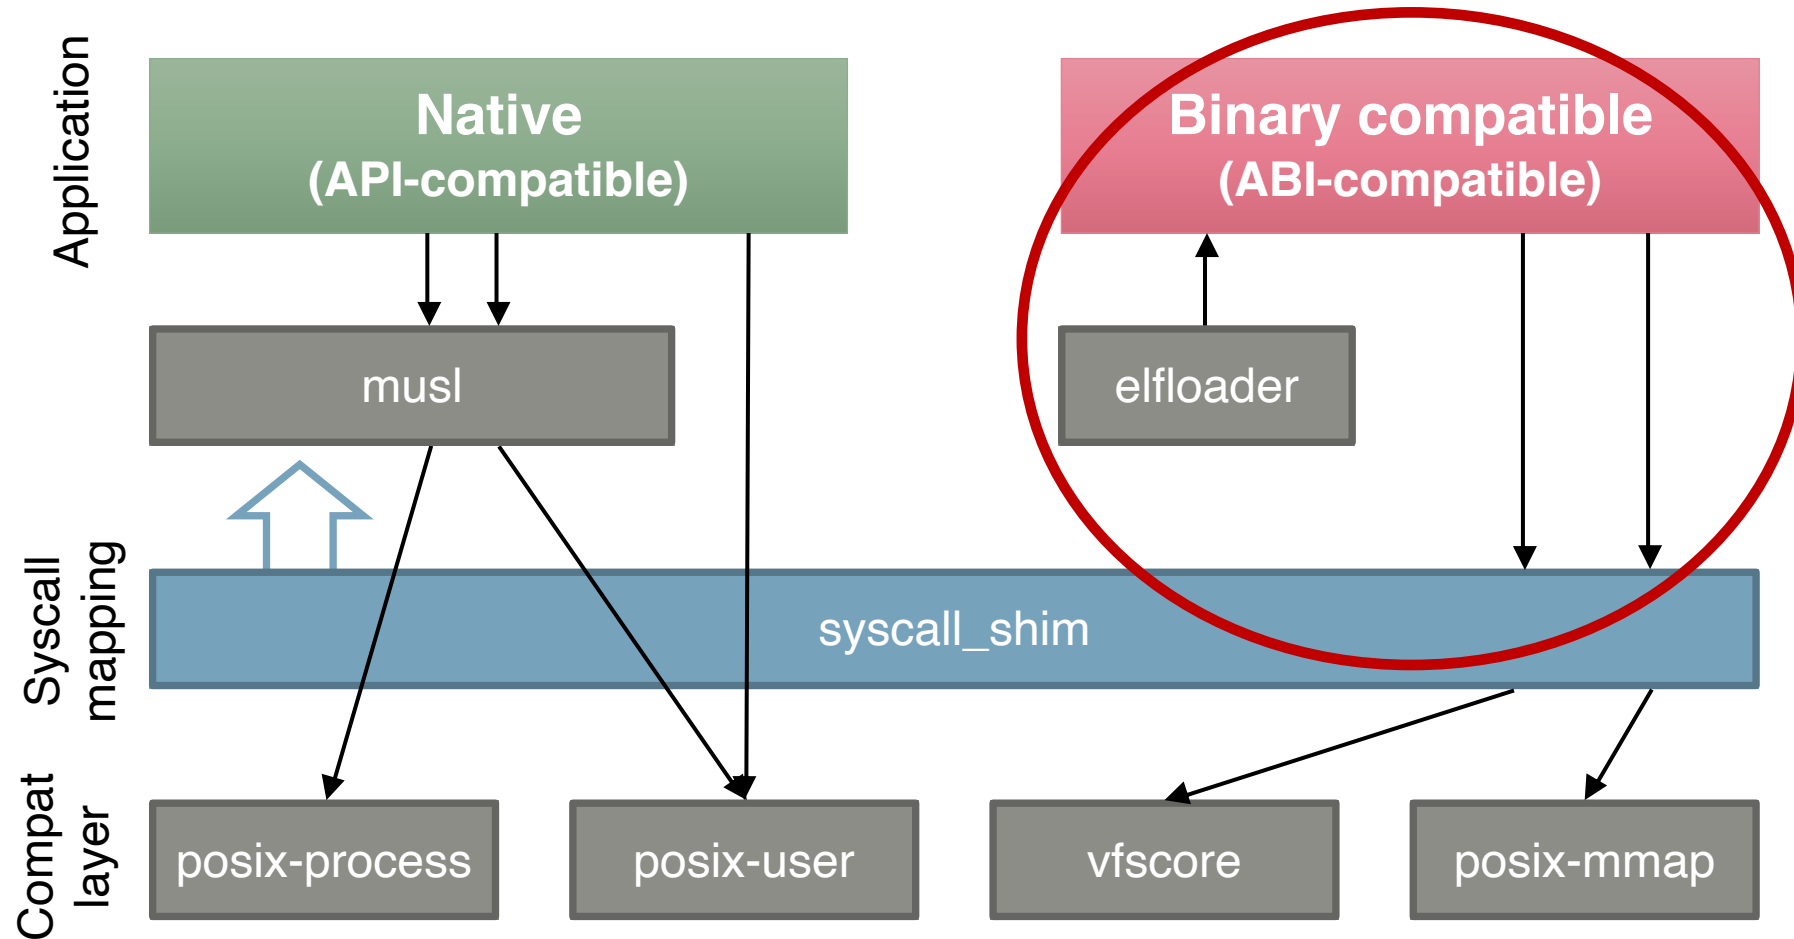 Application
Native
(API-compatible)
Binary compatible
(ABI-compatible)
musl
elfloader
Syscall
mapping
syscall_shim
Compat
layer
posix-process
posix-user
vfscore
posix-mmap